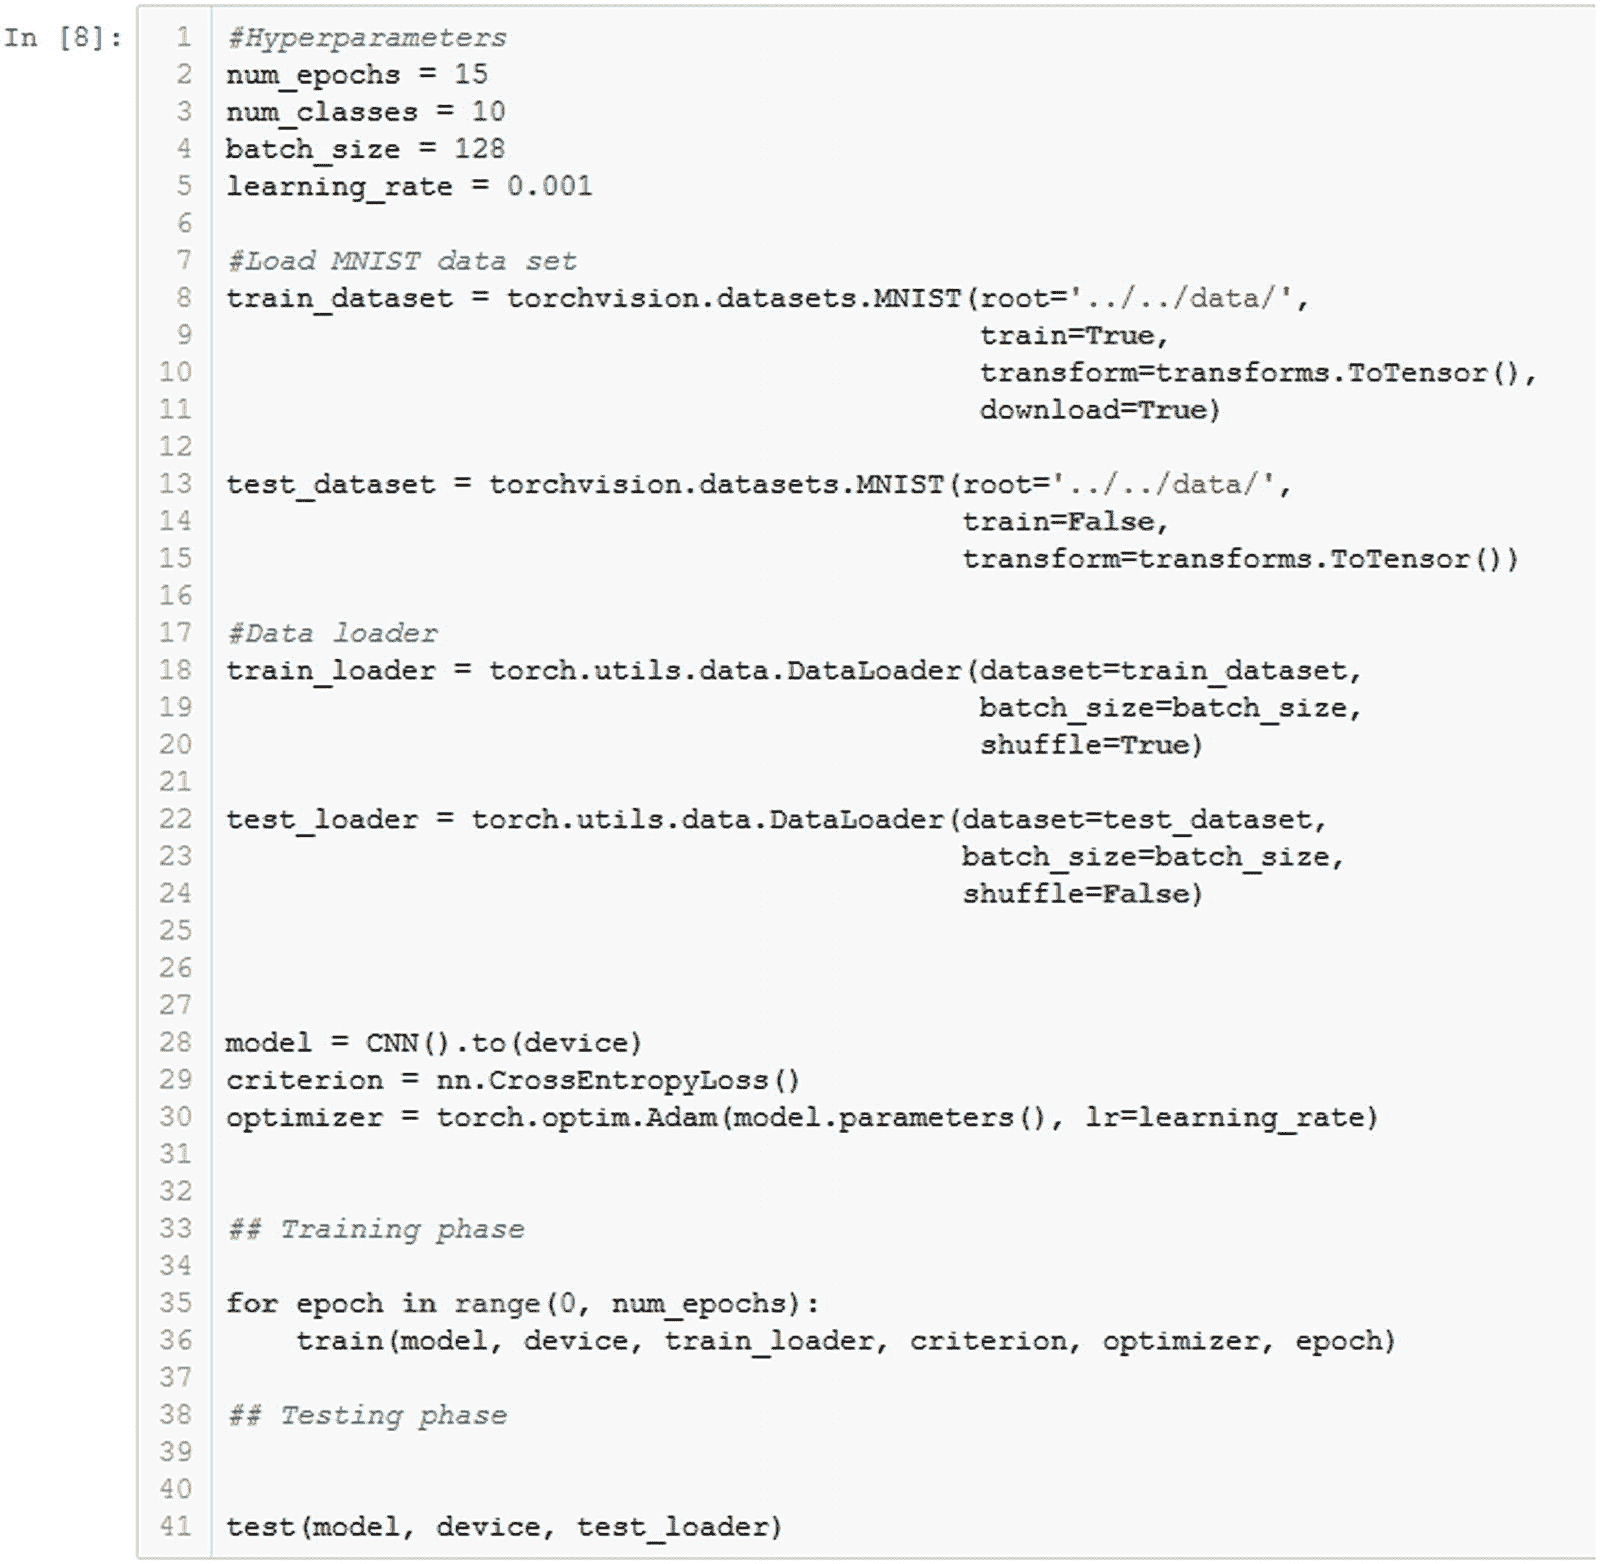 In [8]:
1 #Hyperparameters
2 num_epochs = 15
3 num_classes = 10
4 batch_size = 128
5 learning_rate = 0.001
6
7 #Load MNIST data set
8 train_dataset = torchvision.datasets.MNIST(root='../../data/',
9                                            train=True,
10                                            transform=transforms.ToTensor(),
11                                            download=True)
12
13 test_dataset = torchvision.datasets.MNIST(root='../../data/',
14                                           train=False,
15                                           transform=transforms.ToTensor())
16
17 #Data loader
18 train_loader = torch.utils.data.DataLoader(dataset=train_dataset,
19                                            batch_size=batch_size,
20                                            shuffle=True)
21
22 test_loader = torch.utils.data.DataLoader(dataset=test_dataset,
23                                           batch_size=batch_size,
24                                           shuffle=False)
25
26
27
28 model = CNN().to(device)
29 criterion = nn.CrossEntropyLoss()
30 optimizer = torch.optim.Adam(model.parameters(), lr=learning_rate)
31
32
33 ## Training phase
34
35 for epoch in range(0, num_epochs):
36     train(model, device, train_loader, criterion, optimizer, epoch)
37
38 ## Testing phase
39
40
41 test(model, device, test_loader)